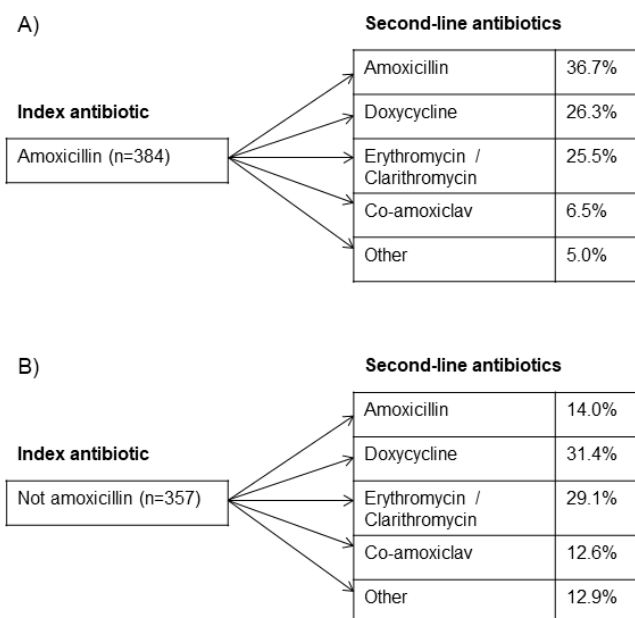 A)
Second-line antibiotics
Index antibiotic
Amoxicillin (n=384)
Amoxicillin 36.7%
Doxycycline 26.3%
Erythromycin / 25.5%
Clarithromycin
Co-amoxiclav 6.5%
Other 5.0%
B)
Second-line antibiotics
Index antibiotic
Not amoxicillin (n=357)
Amoxicillin 14.0%
Doxycycline 31.4%
Erythromycin / 29.1%
Clarithromycin
Co-amoxiclav 12.6%
Other 12.9%